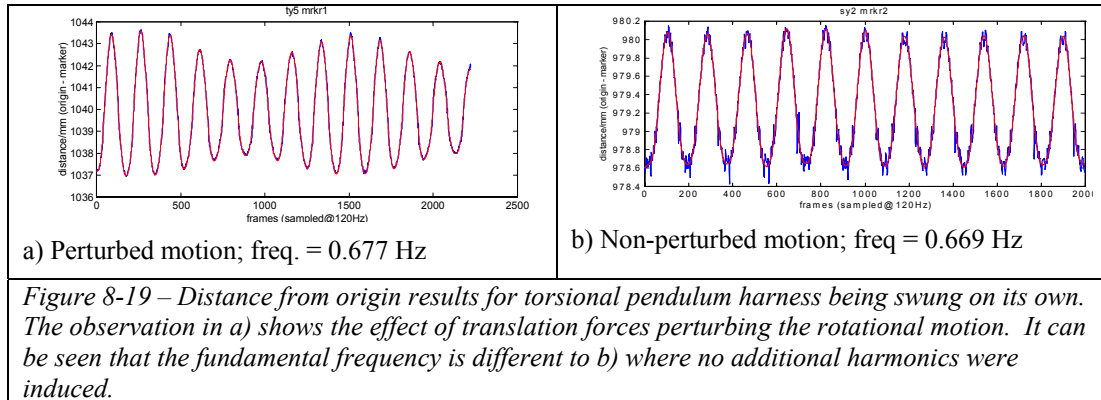 ty5 mrkr1
1044
1043
1042
1041
1040
1039
1038
1037
1036
distance/mm (origin - marker)
0
500
1000
1500
2000
2500
frames (sampled@120Hz)
a) Perturbed motion; freq. = 0.677 Hz
sy2 mrkr2
980.2
980
979.8
979.6
979.4
979.2
979
978.8
978.6
978.4
distance/mm (origin - marker)
0
200
400
600
800
1000
1200
1400
1600
1800
frames (sampled@120Hz)
b) Non-perturbed motion; freq = 0.669 Hz
Figure 8-19 – Distance from origin results for torsional pendulum harness being swung on its own.
The observation in a) shows the effect of translation forces perturbing the rotational motion. It can
be seen that the fundamental frequency is different to b) where no additional harmonics were
induced.